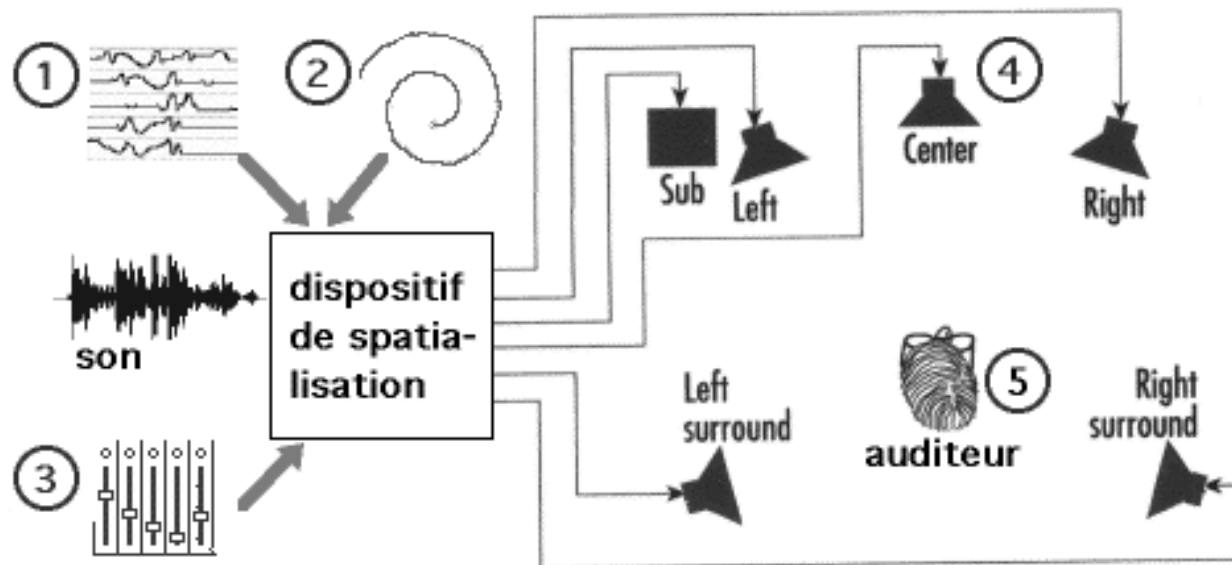 1
2
4
Sub
Left
Center
Right
son
dispositif
de spatia-
lisation
Left
surround
5
auditeur
Right
surround
3